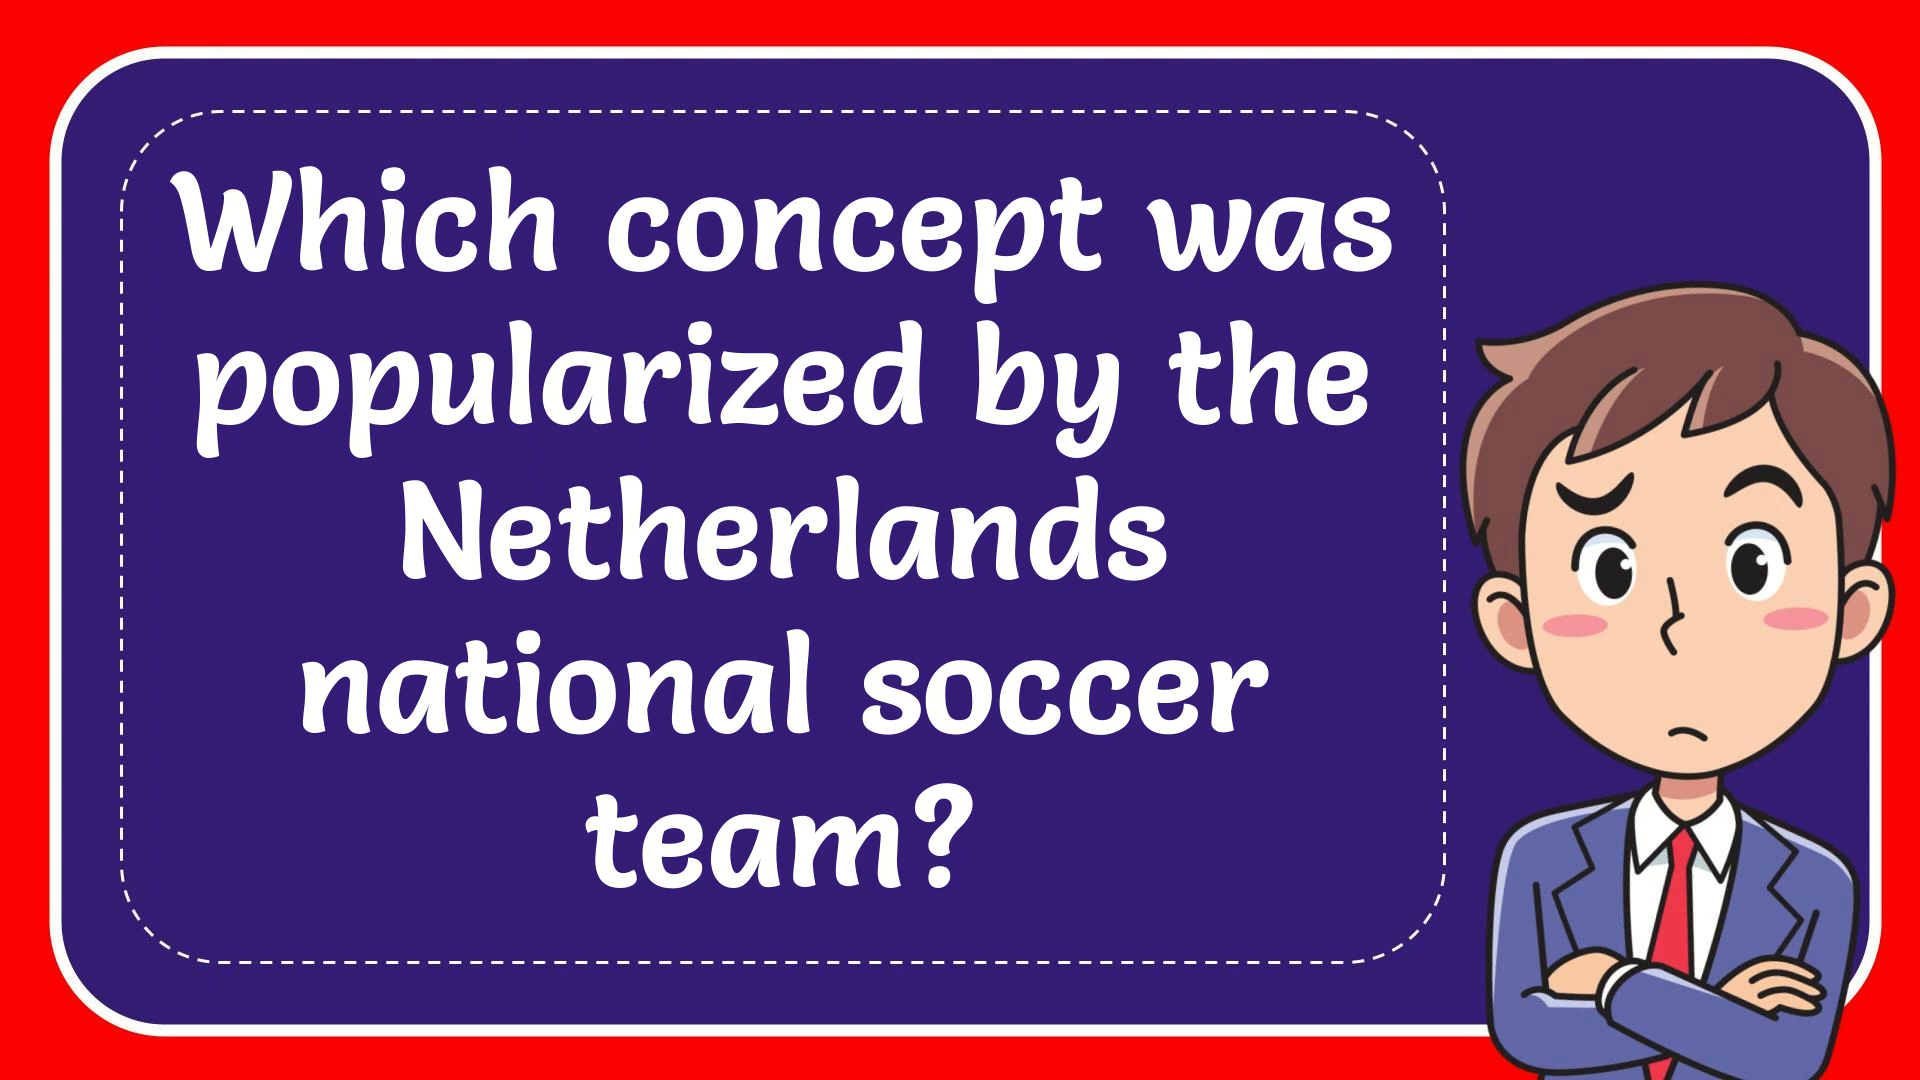 Which concept was
popularized by the
Netherlands
national soccer
team?